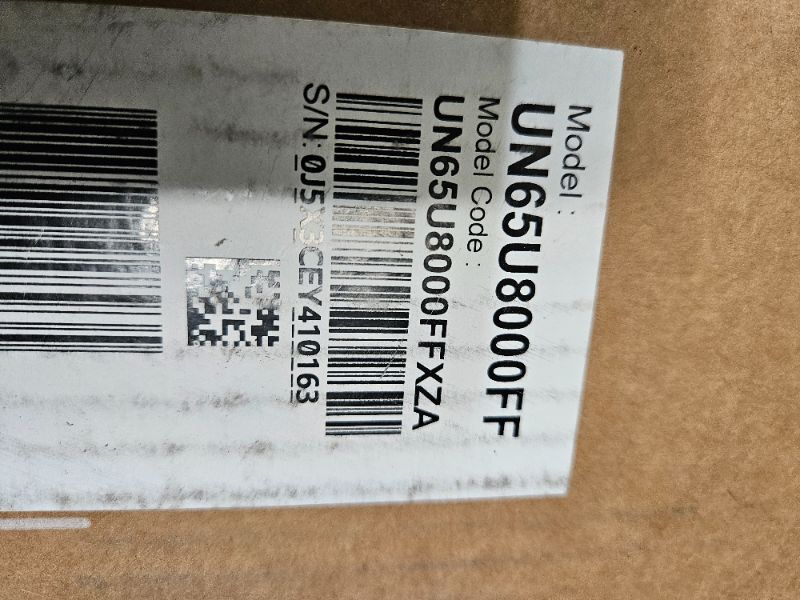 Model :
UN65U8000FF
Model Code :
UN65U8000FFXZA
S/N: 0J5X3CEY410163